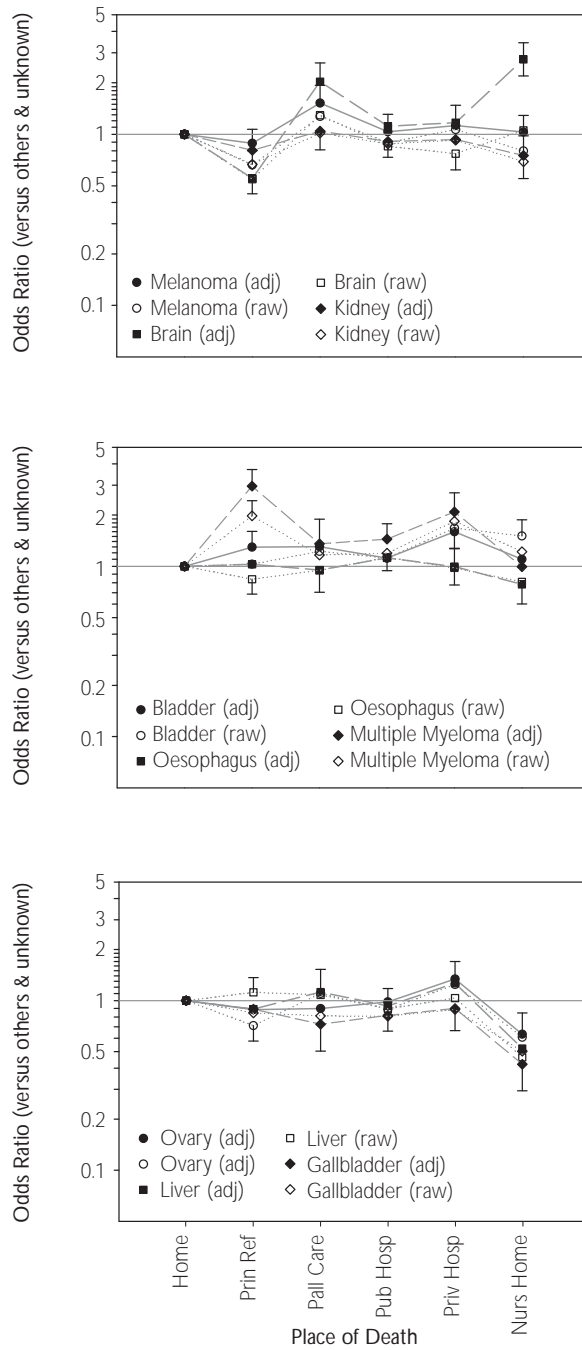 Odds Ratio (versus others & unknown)
5
3
2
1
0.5
0.2
0.1
Melanoma (adj)
Melanoma (raw)
Brain (adj)
Brain (raw)
Kidney (adj)
Kidney (raw)
Odds Ratio (versus others & unknown)
5
3
2
1
0.5
0.2
0.1
Bladder (adj)
Bladder (raw)
Oesophagus (adj)
Oesophagus (raw)
Multiple Myeloma (adj)
Multiple Myeloma (raw)
Odds Ratio (versus others & unknown)
5
3
2
1
0.5
0.2
0.1
Ovary (adj)
Ovary (adj)
Liver (adj)
Liver (raw)
Gallbladder (adj)
Gallbladder (raw)
Home
Prin Ref
Pall Care
Pub Hosp
Priv Hosp
Nurs Home
Place of Death